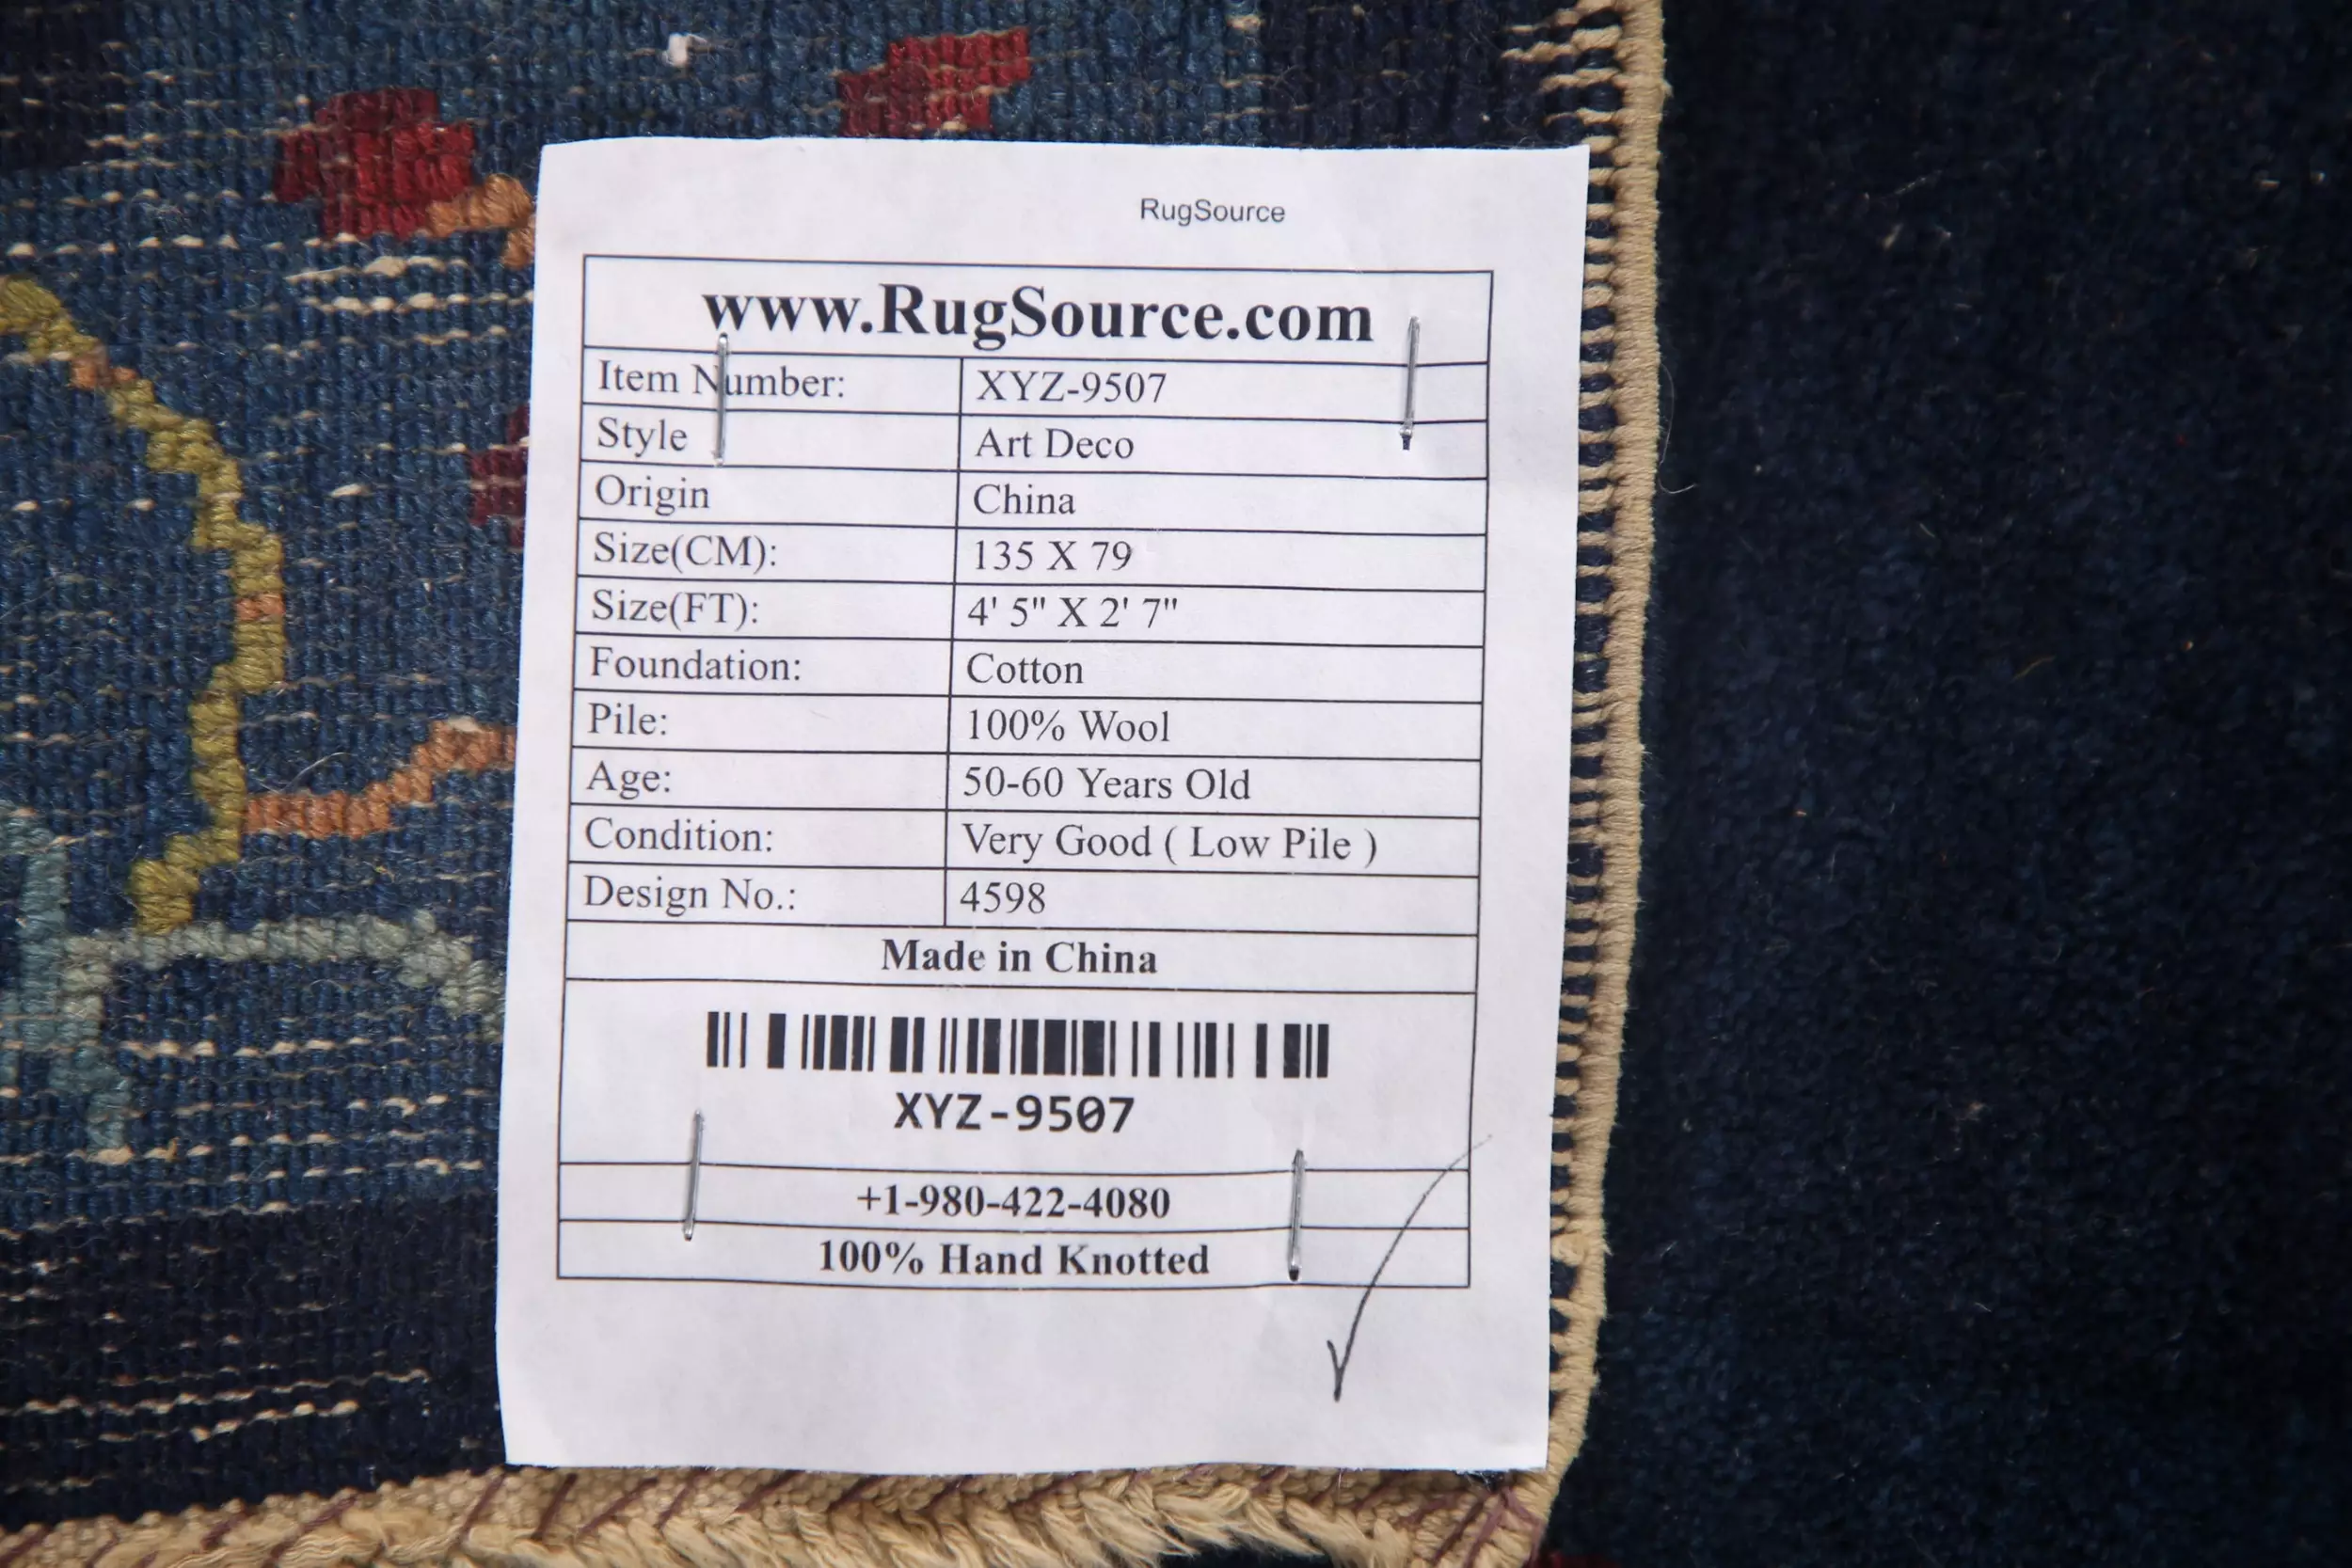 RugSource
www.RugSource.com
Item Number: XYZ-9507
Style Art Deco
Origin China
Size(CM): 135 X 79
Size(FT): 4' 5" X 2' 7"
Foundation: Cotton
Pile: 100% Wool
Age: 50-60 Years Old
Condition: Very Good ( Low Pile )
Design No.: 4598
Made in China
XYZ-9507
+1-980-422-4080
100% Hand Knotted